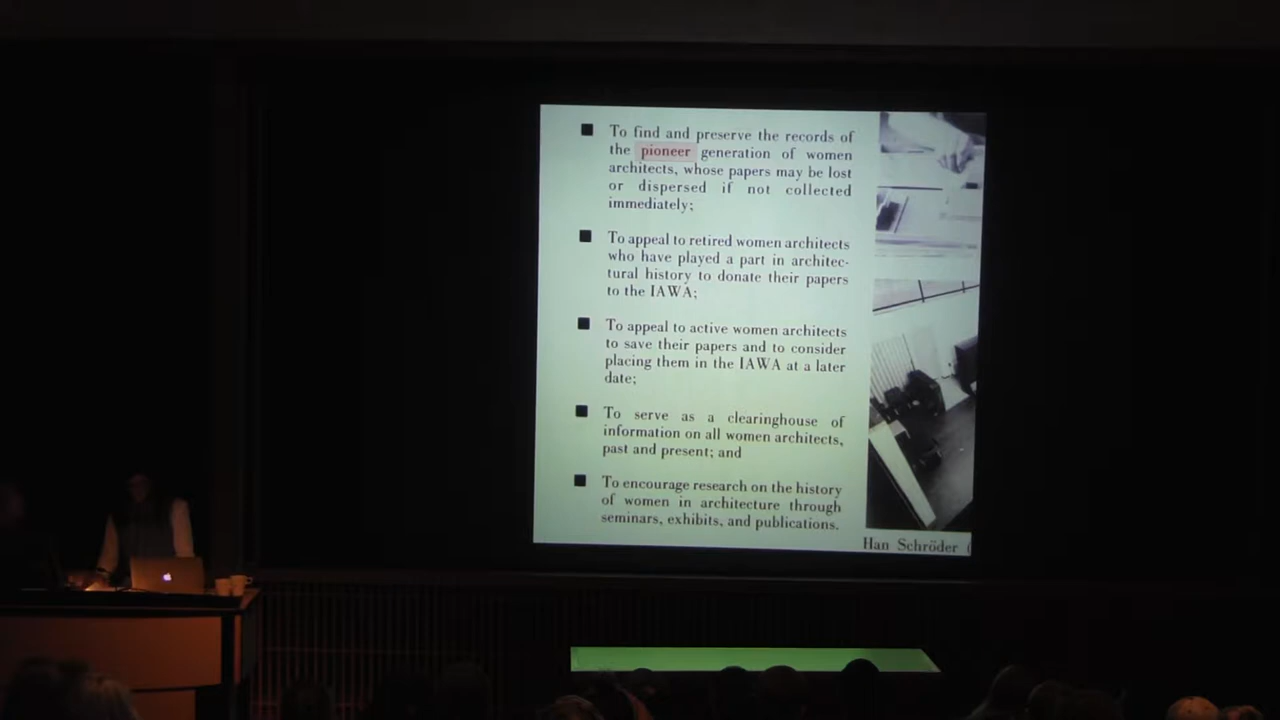 ■ To find and preserve the records of
the pioneer generation of women
architects, whose papers may be lost
or dispersed if not collected
immediately;
■ To appeal to retired women architects
who have played a part in architec-
tural history to donate their papers
to the IAWA;
■ To appeal to active women architects
to save their papers and to consider
placing them in the IAWA at a later
date;
■ To serve as a clearinghouse of
information on all women architects,
past and present; and
■ To encourage research on the history
of women in architecture through
seminars, exhibits, and publications.
Han Schröder (